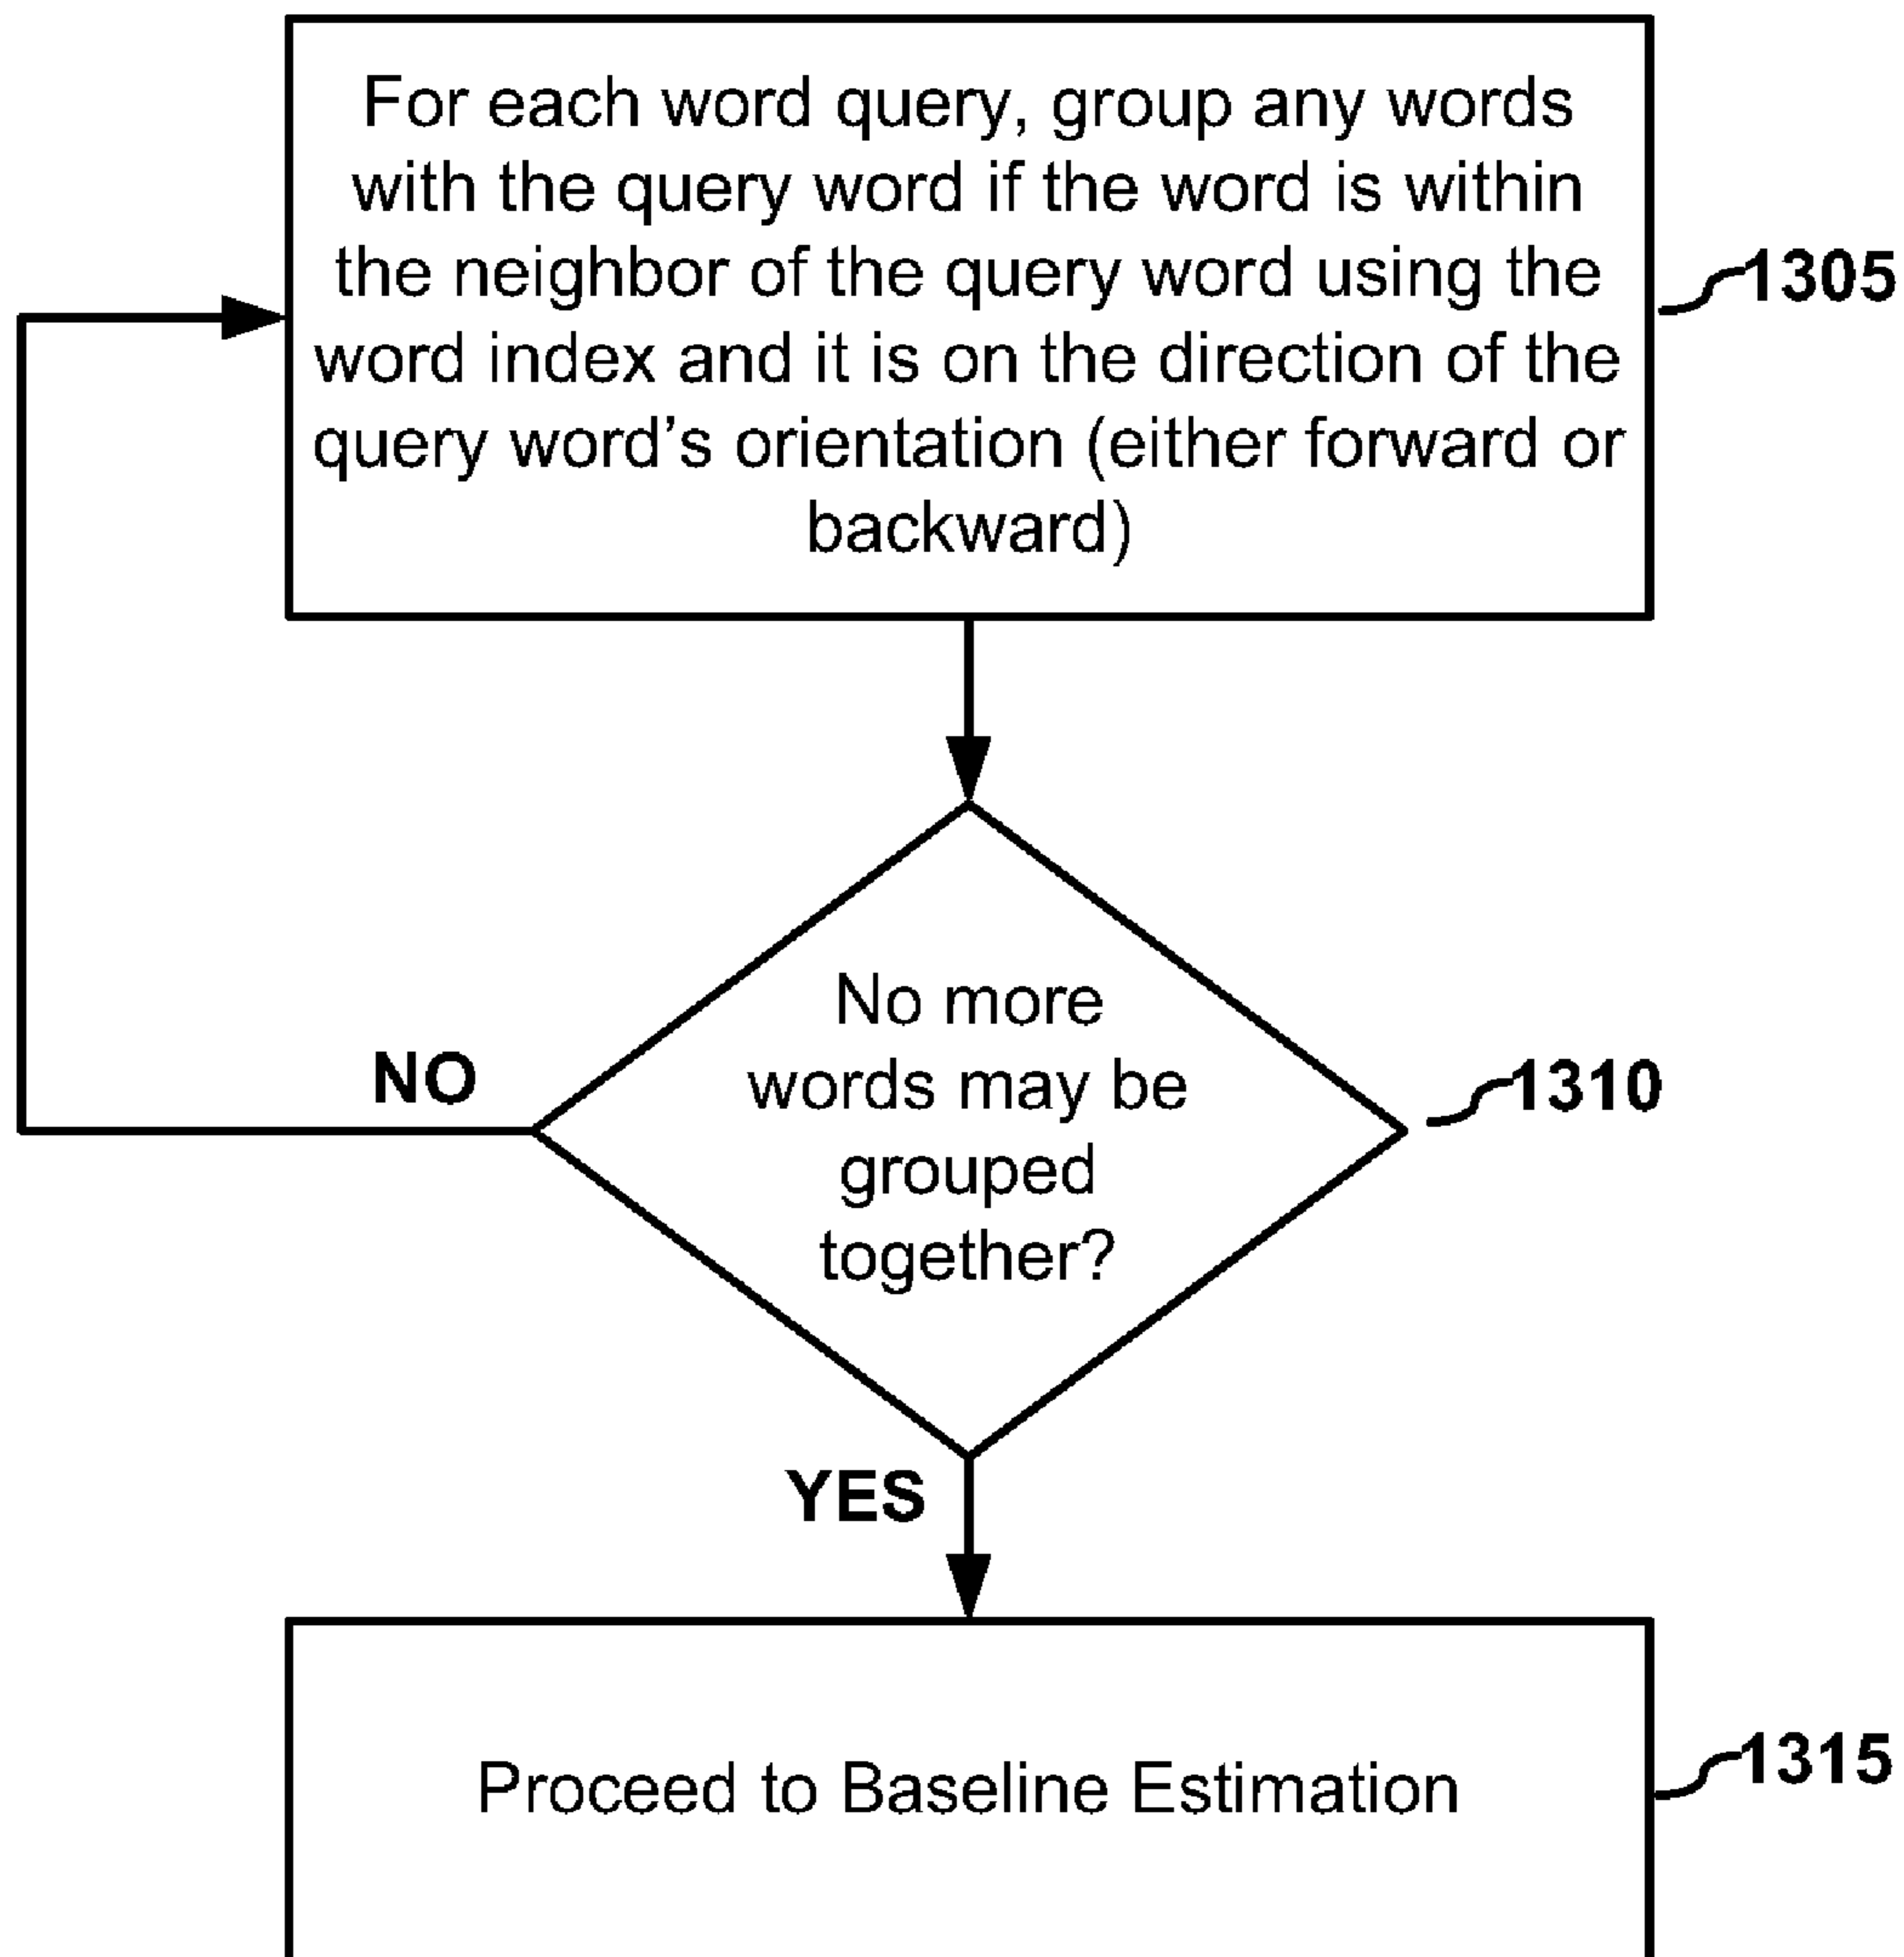 For each word query, group any words
with the query word if the word is within
the neighbor of the query word using the
word index and it is on the direction of the
query word's orientation (either forward or
backward)
1305
No more
words may be
grouped
together?
1310
NO
YES
Proceed to Baseline Estimation
1315